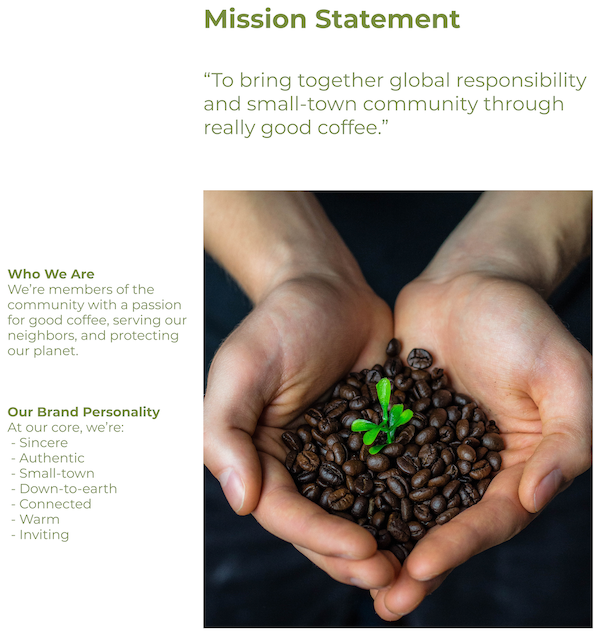 Mission Statement
“To bring together global responsibility
and small-town community through
really good coffee.”
Who We Are
We’re members of the
community with a passion
for good coffee, serving our
neighbors, and protecting
our planet.
Our Brand Personality
At our core, we’re:
- Sincere
- Authentic
- Small-town
- Down-to-earth
- Connected
- Warm
- Inviting